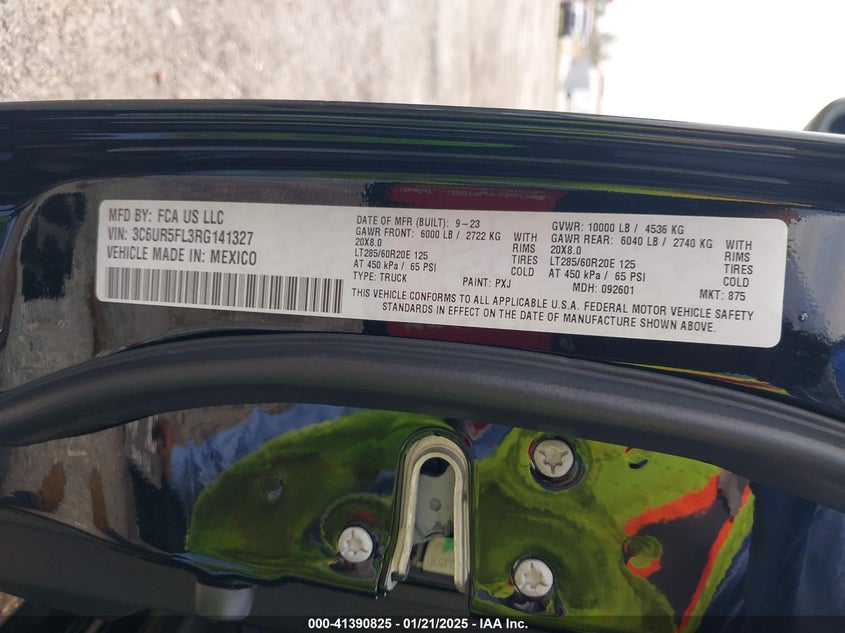 MFD BY: FCA US LLC
VIN: 3C6UR5FL3RG141327
VEHICLE MADE IN: MEXICO
DATE OF MFR (BUILT): 9-23
GAWR FRONT: 6000 LB / 2722 KG WITH
20X8.0 RIMS
LT285/60R20E 125 TIRES
AT 450 kPa / 65 PSI COLD
TYPE: TRUCK PAINT: PXJ
GVWR: 10000 LB / 4536 KG
GAWR REAR: 6040 LB / 2740 KG WITH
20X8.0 RIMS
LT285/60R20E 125 TIRES
AT 450 kPa / 65 PSI COLD
MDH: 092601 MKT: 875
THIS VEHICLE CONFORMS TO ALL APPLICABLE U.S.A. FEDERAL MOTOR VEHICLE SAFETY
STANDARDS IN EFFECT ON THE DATE OF MANUFACTURE SHOWN ABOVE.
000-41390825 - 01/21/2025 - IAA Inc.